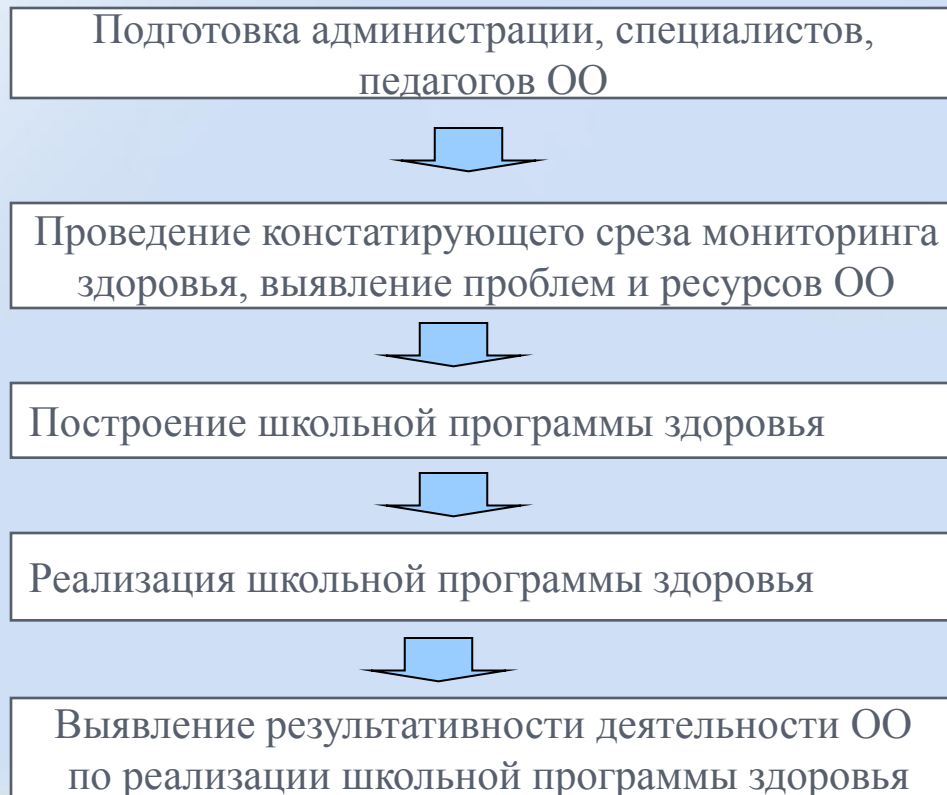 Подготовка администрации, специалистов,
педагогов ОО
Проведение констатирующего среза мониторинга
здоровья, выявление проблем и ресурсов ОО
Построение школьной программы здоровья
Реализация школьной программы здоровья
Выявление результативности деятельности ОО
по реализации школьной программы здоровья